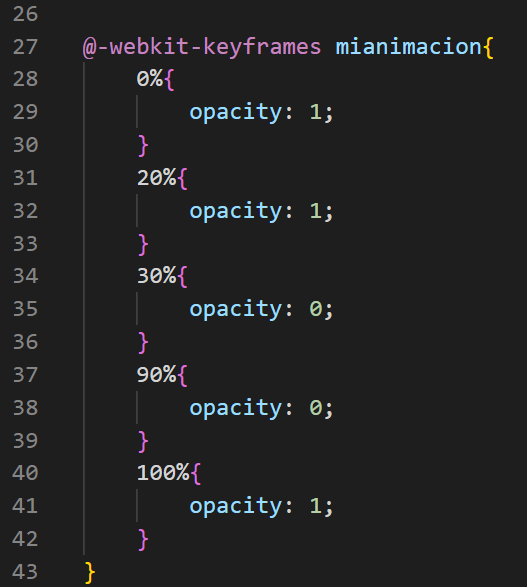 26
27 @-webkit-keyframes mianimacion{
28 0%{
29 opacity: 1;
30 }
31 20%{
32 opacity: 1;
33 }
34 30%{
35 opacity: 0;
36 }
37 90%{
38 opacity: 0;
39 }
40 100%{
41 opacity: 1;
42 }
43 }